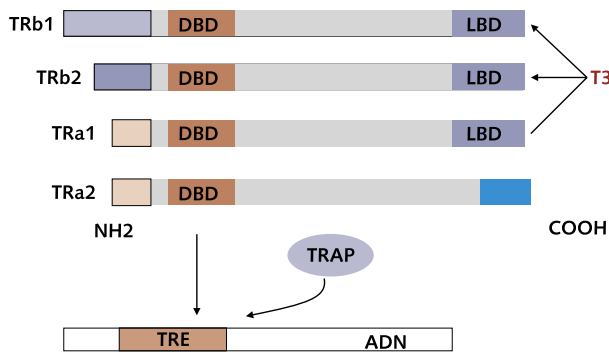 TRb1 DBD LBD
TRb2 DBD LBD T3
TRa1 DBD LBD
TRa2 DBD
NH2 COOH
TRAP
TRE ADN